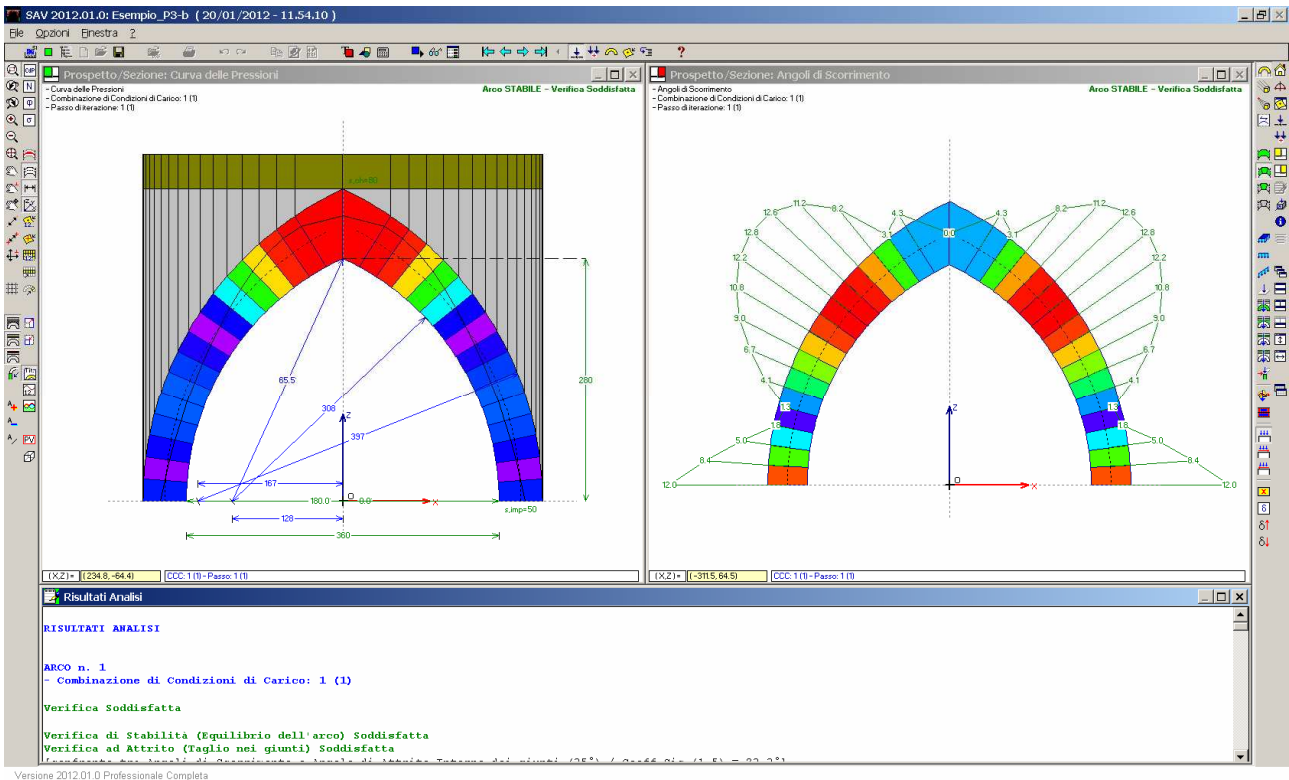 SAV 2012.01.0: Esempio_P3-b ( 20/01/2012 - 11.54.10 )
File Opzioni Finestra ?
Prospetto/Sezione: Curva delle Pressioni
- Curva delle Pressioni
- Combinazione di Condizioni di Carico: 1 (1)
- Passo di iterazione: 1 (1)
Arco STABILE - Verifica Soddisfatta
280
65.5
308
397
Z
167
180.0
O
0.0
X
s,imp=50
128
360
(X,Z) = (234.8, -64.4) CCC: 1 (1) - Passo: 1 (1)
Prospetto/Sezione: Angoli di Scorrimento
- Angoli di Scorrimento
- Combinazione di Condizioni di Carico: 1 (1)
- Passo di iterazione: 1 (1)
Arco STABILE - Verifica Soddisfatta
12.6 11.2 8.2 4.3 4.3 8.2 11.2 12.6
12.8 3.1 0.0 3.1 12.8
12.2 12.2
10.8 10.8
9.0 9.0
6.7 6.7
4.1 4.1
1.3 Z 1.3
1.8 1.8
5.0 5.0
8.4 8.4
12.0 O X 12.0
(X,Z) = (-311.5, 64.5) CCC: 1 (1) - Passo: 1 (1)
Risultati Analisi
RISULTATI ANALISI
ARCO n. 1
- Combinazione di Condizioni di Carico: 1 (1)
Verifica Soddisfatta
Verifica di Stabilità (Equilibrio dell'arco) Soddisfatta
Verifica ad Attrito (Taglio nei giunti) Soddisfatta
Versione 2012.01.0 Professionale Completa